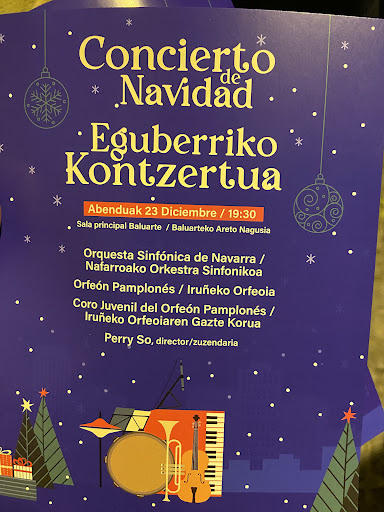 Concierto
de
Navidad
Eguberriko
Kontzertua
Abenduak 23 Diciembre / 19:30
Sala principal Baluarte / Baluarteko Areto Nagusia
Orquesta Sinfónica de Navarra /
Nafarroako Orkestra Sinfonikoa
Orfeón Pamplonés / Iruñeko Orfeoia
Coro Juvenil del Orfeón Pamplonés /
Iruñeko Orfeoiaren Gazte Korua
Perry So, director/zuzendaria